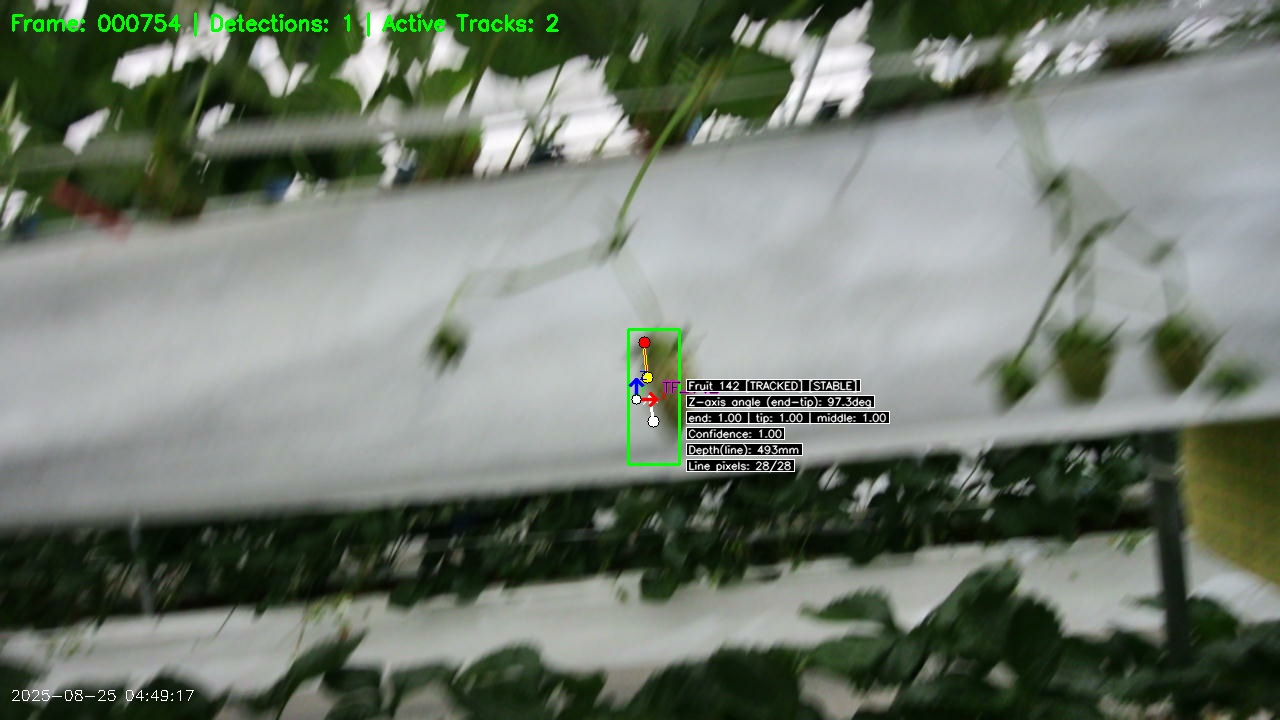 Frame: 000754 | Detections: 1 | Active Tracks: 2
Fruit 142 [TRACKED] [STABLE]
Z-axis angle (end-tip): 97.3deg
end: 1.00 | tip: 1.00 | middle: 1.00
Confidence: 1.00
Depth(line): 493mm
Line pixels: 28/28
2025-08-25 04:49:17